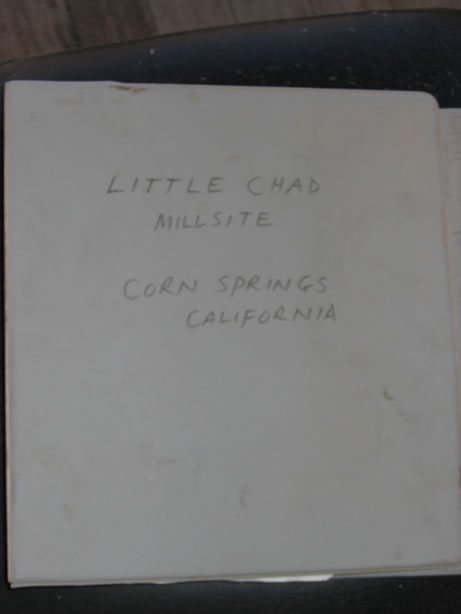 LITTLE CHAD
MILLSITE
CORN SPRINGS
CALIFORNIA